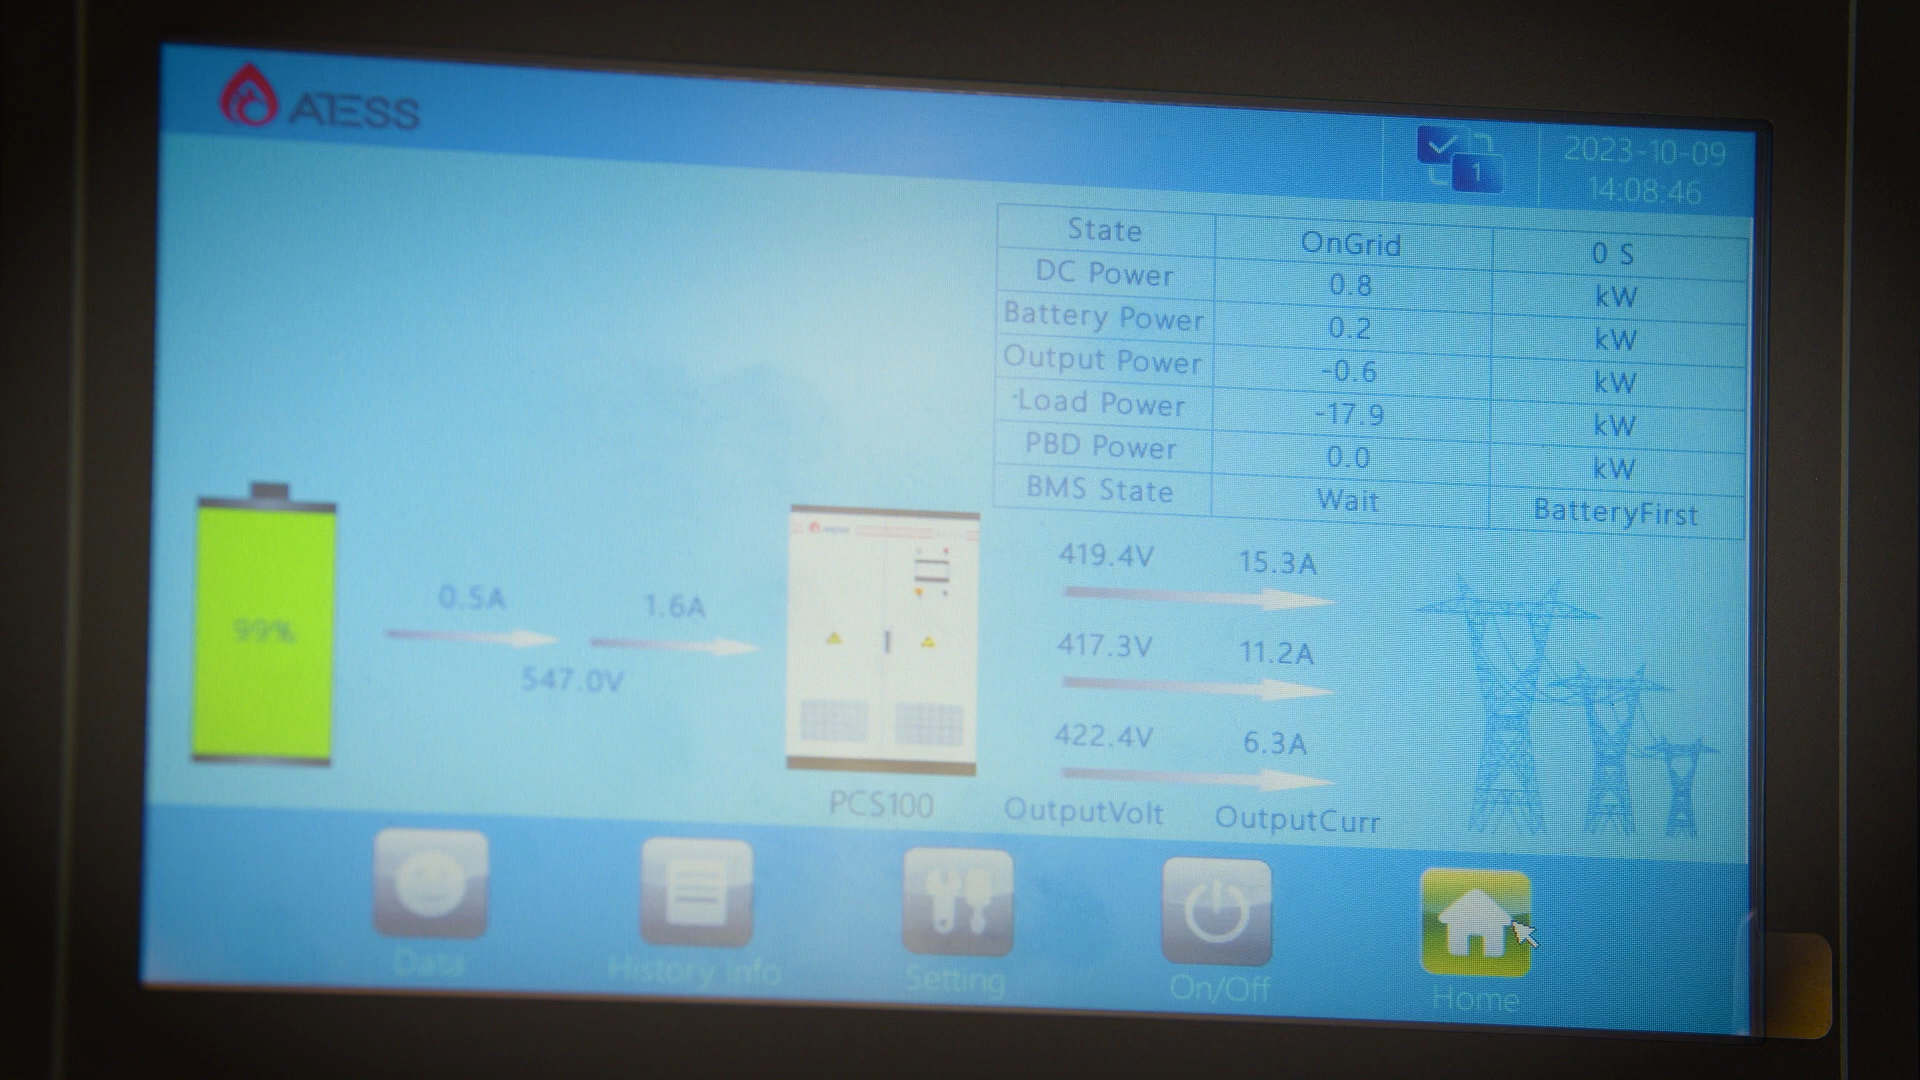 ATESS
2023-10-09
14:08:46
1
State OnGrid 0 S
DC Power 0.8 kW
Battery Power 0.2 kW
Output Power -0.6 kW
Load Power -17.9 kW
PBD Power 0.0 kW
BMS State Wait BatteryFirst
419.4V 15.3A
417.3V 11.2A
422.4V 6.3A
OutputVolt OutputCurr
99%
0.5A 1.6A
547.0V
PCS100
Data History Info Setting On/Off Home